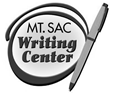 MT. SAC
Writing
Center